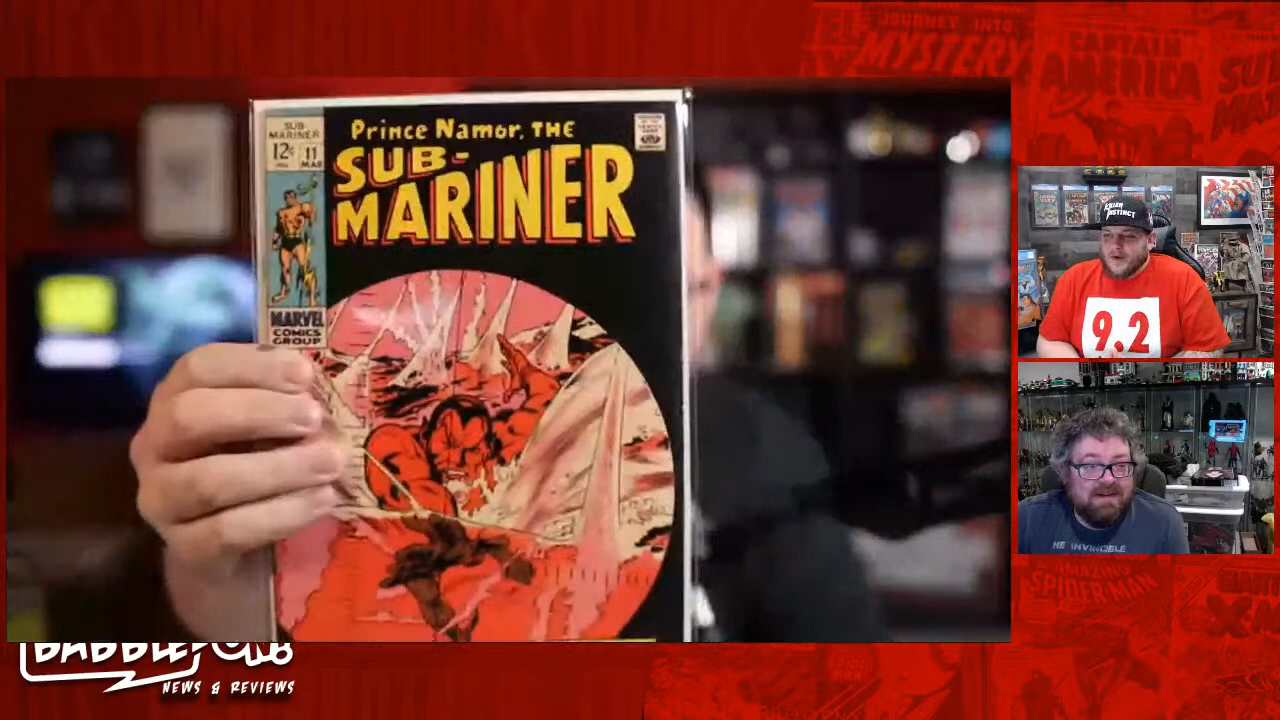 JOURNEY INTO
MYSTERY
CAPTAIN
AMERICA
SUB-
MARINER
12¢ 11
MAR
MARVEL
COMICS
GROUP
Prince Namor, THE
SUB-
MARINER
KILLER
INSTINCT
9.2
HE INVINCIBLE
AMAZING
SPIDER-MAN
NEWS & REVIEWS